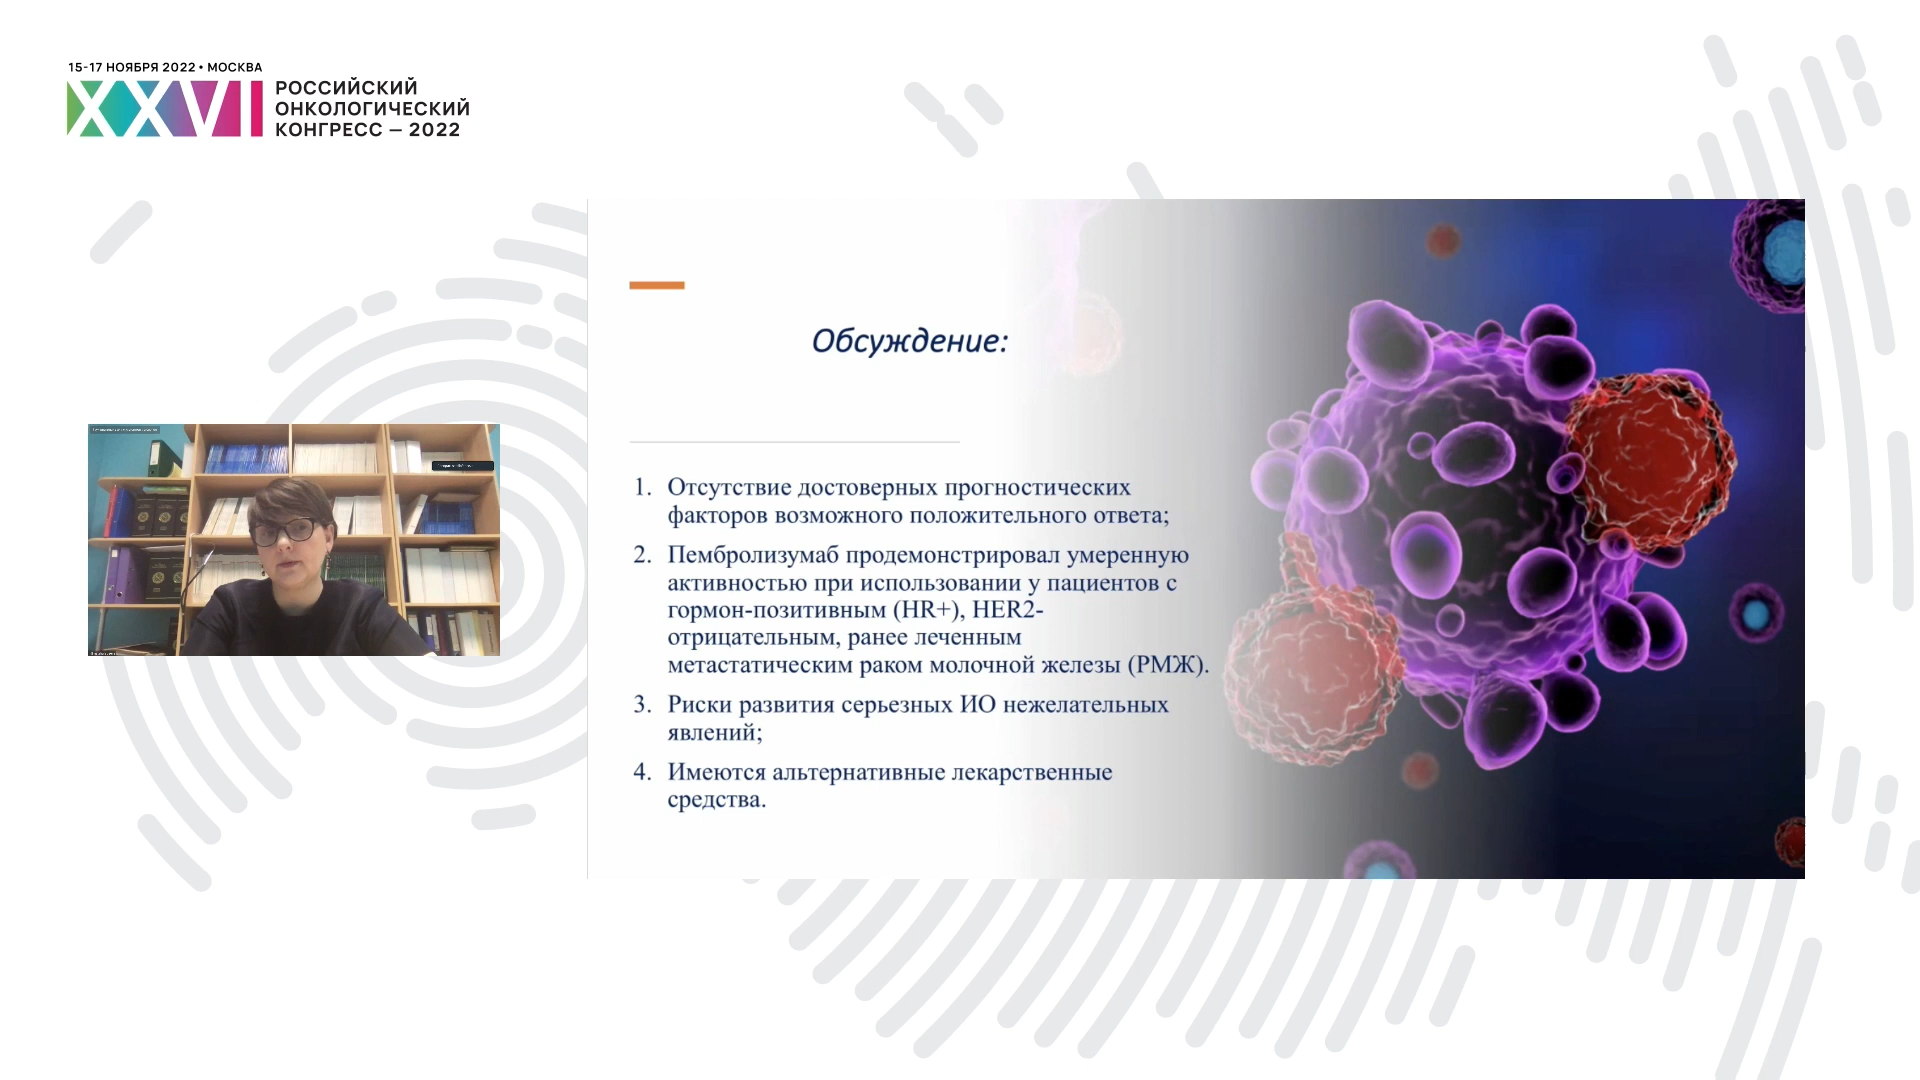 15-17 НОЯБРЯ 2022 • МОСКВА
XXVI
РОССИЙСКИЙ
ОНКОЛОГИЧЕСКИЙ
КОНГРЕСС — 2022
Обсуждение:
1. Отсутствие достоверных прогностических
факторов возможного положительного ответа;
2. Пембролизумаб продемонстрировал умеренную
активностью при использовании у пациентов с
гормон-позитивным (HR+), HER2-
отрицательным, ранее леченным
метастатическим раком молочной железы (РМЖ).
3. Риски развития серьезных ИО нежелательных
явлений;
4. Имеются альтернативные лекарственные
средства.